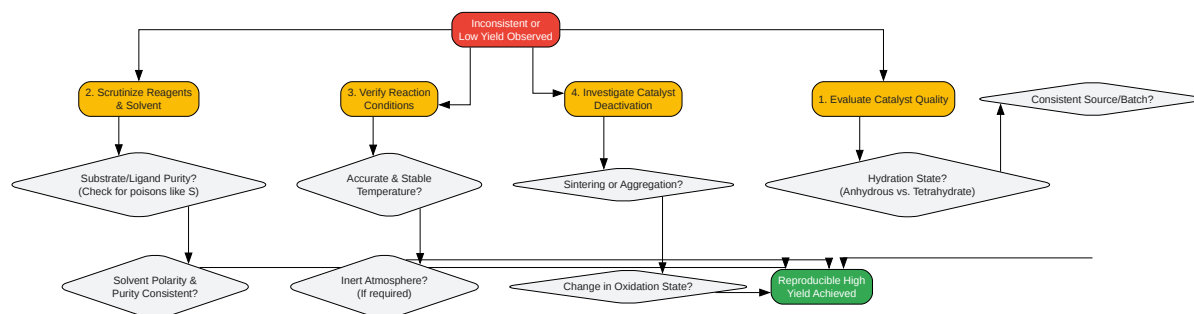 Inconsistent or
Low Yield Observed
2. Scrutinize Reagents
& Solvent
3. Verify Reaction
Conditions
4. Investigate Catalyst
Deactivation
1. Evaluate Catalyst Quality
Consistent Source/Batch?
Substrate/Ligand Purity?
(Check for poisons like S)
Accurate & Stable
Temperature?
Sintering or Aggregation?
Hydration State?
(Anhydrous vs. Tetrahydrate)
Solvent Polarity &
Purity Consistent?
Inert Atmosphere?
(If required)
Change in Oxidation State?
Reproducible High
Yield Achieved